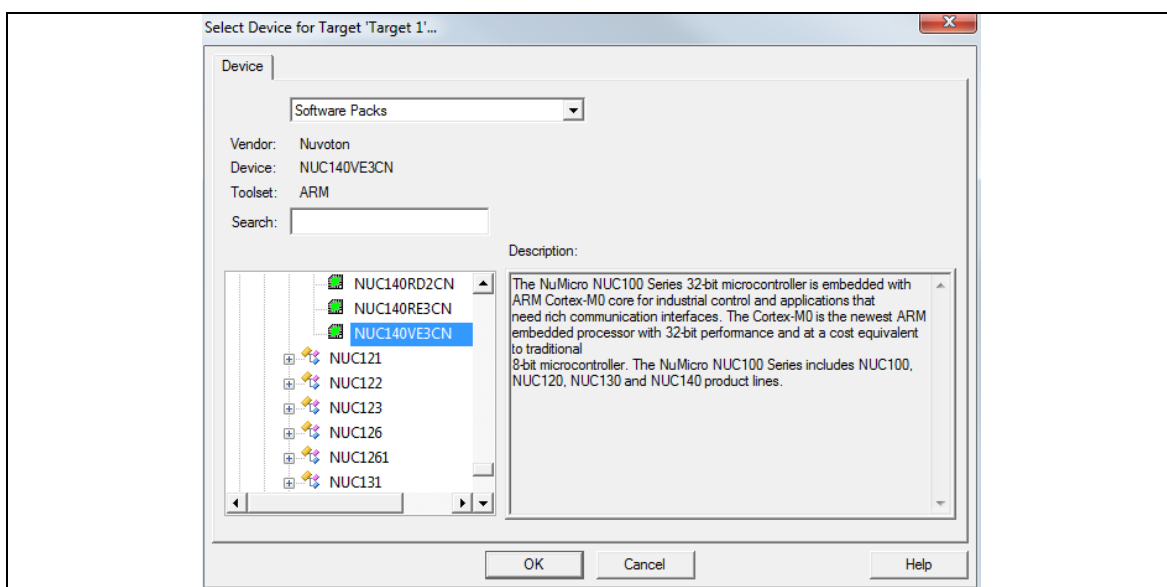 Select Device for Target 'Target 1'...
Device
Software Packs
Vendor: Nuvoton
Device: NUC140VE3CN
Toolset: ARM
Search:
Description:
NUC140RD2CN
NUC140RE3CN
NUC140VE3CN
NUC121
NUC122
NUC123
NUC126
NUC1261
NUC131
The NuMicro NUC100 Series 32-bit microcontroller is embedded with
ARM Cortex-M0 core for industrial control and applications that
need rich communication interfaces. The Cortex-M0 is the newest ARM
embedded processor with 32-bit performance and at a cost equivalent
to traditional
8-bit microcontroller. The NuMicro NUC100 Series includes NUC100,
NUC120, NUC130 and NUC140 product lines.
OK
Cancel
Help